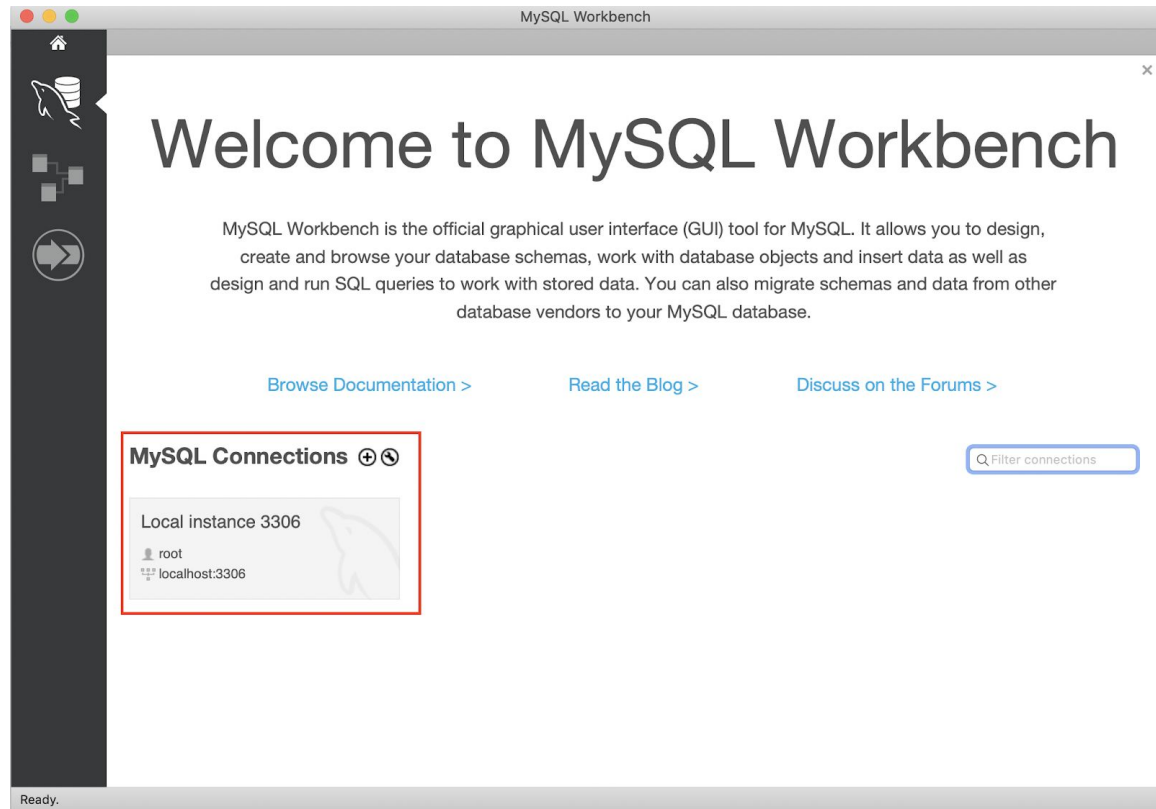 MySQL Workbench
Welcome to MySQL Workbench
MySQL Workbench is the official graphical user interface (GUI) tool for MySQL. It allows you to design,
create and browse your database schemas, work with database objects and insert data as well as
design and run SQL queries to work with stored data. You can also migrate schemas and data from other
database vendors to your MySQL database.
Browse Documentation > Read the Blog > Discuss on the Forums >
MySQL Connections
Filter connections
Local instance 3306
root
localhost:3306
Ready.